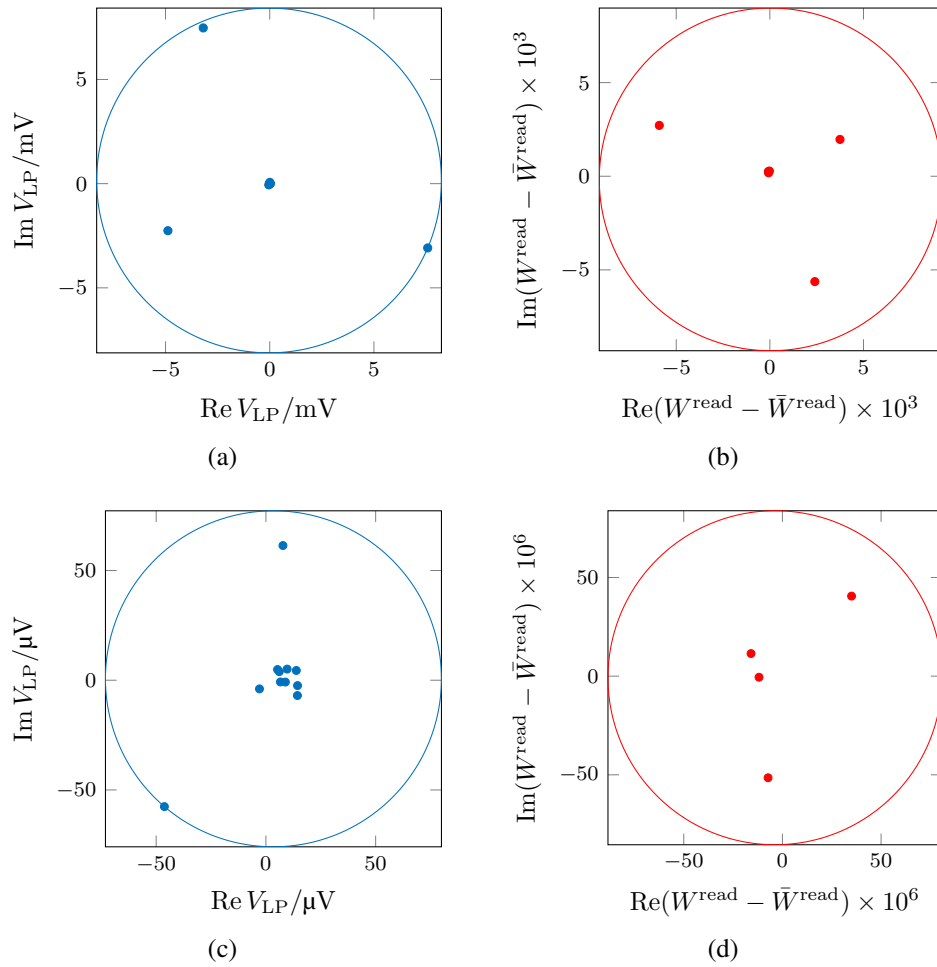 5
0
−5
Im V_LP/mV
−5 0 5
Re V_LP/mV
(a)
5
0
−5
Im(W^read − W̄^read) × 10^3
−5 0 5
Re(W^read − W̄^read) × 10^3
(b)
50
0
−50
Im V_LP/μV
−50 0 50
Re V_LP/μV
(c)
50
0
−50
Im(W^read − W̄^read) × 10^6
−50 0 50
Re(W^read − W̄^read) × 10^6
(d)